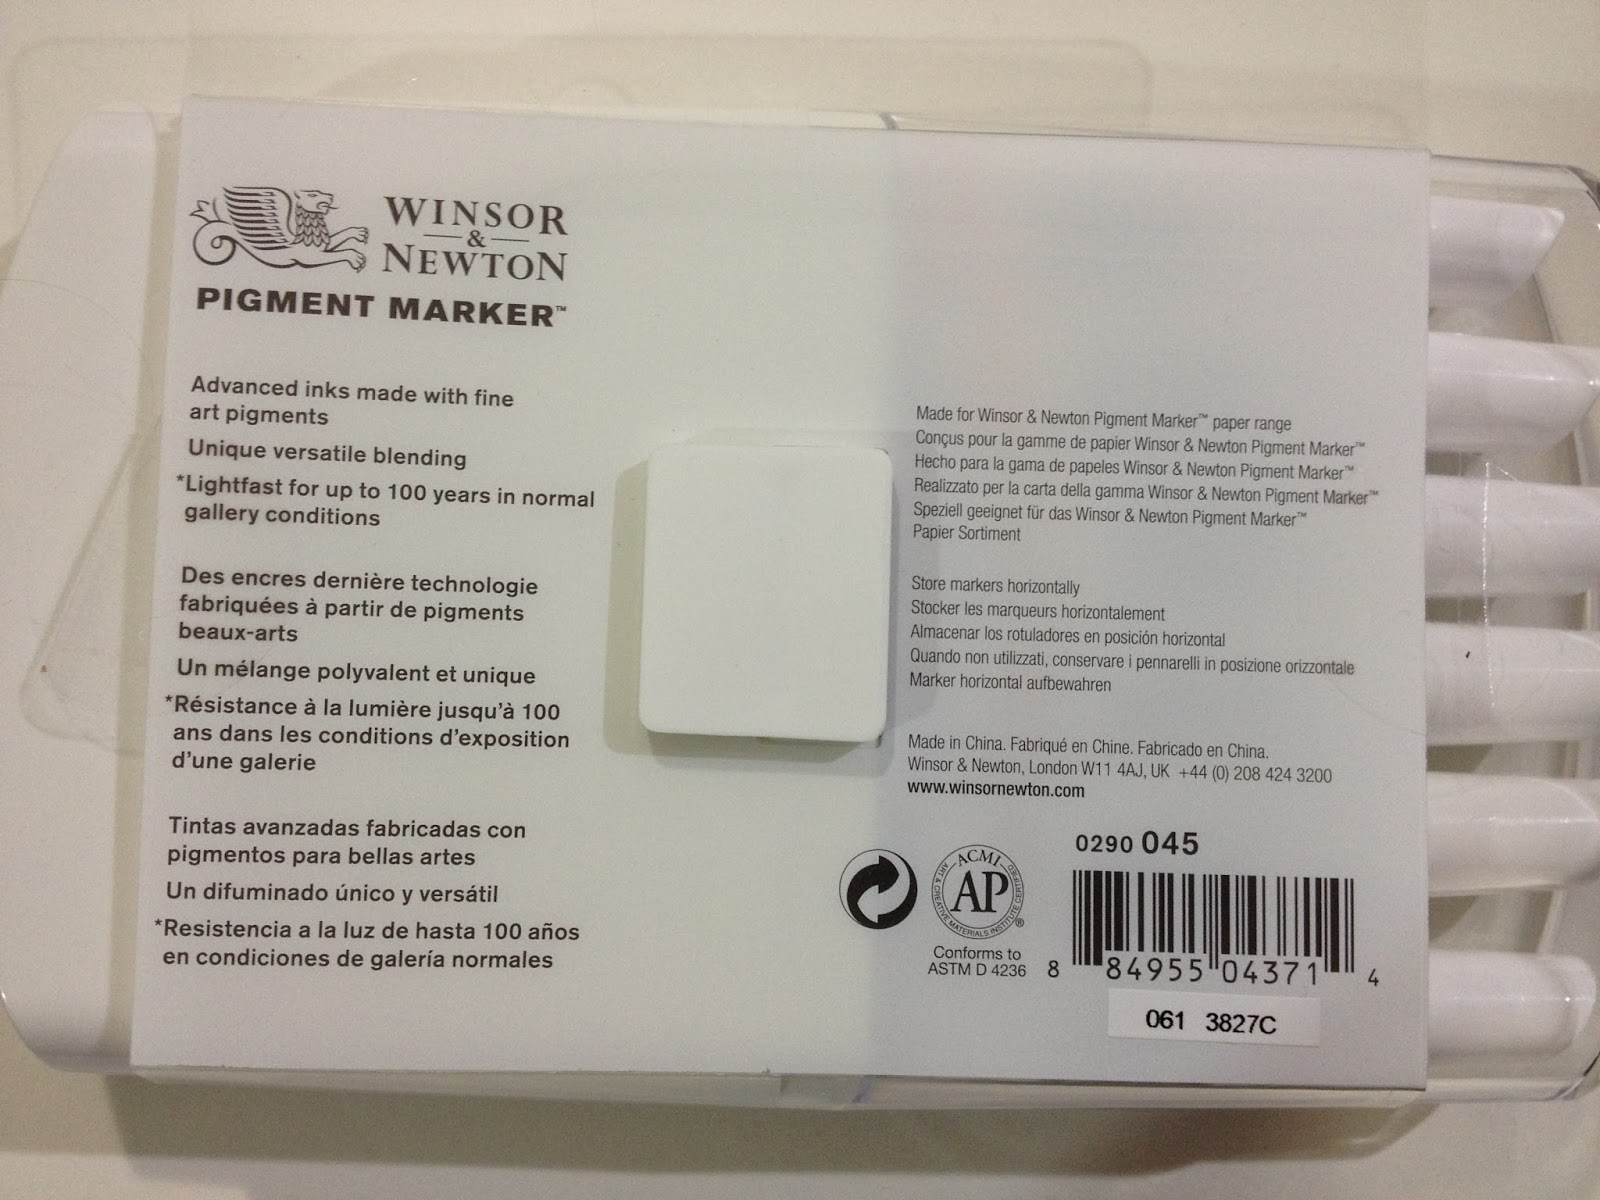 WINSOR
&
NEWTON
PIGMENT MARKER™
Advanced inks made with fine
art pigments
Unique versatile blending
*Lightfast for up to 100 years in normal
gallery conditions
Des encres dernière technologie
fabriquées à partir de pigments
beaux-arts
Un mélange polyvalent et unique
*Résistance à la lumière jusqu'à 100
ans dans les conditions d'exposition
d'une galerie
Tintas avanzadas fabricadas con
pigmentos para bellas artes
Un difuminado único y versátil
*Resistencia a la luz de hasta 100 años
en condiciones de galería normales
Made for Winsor & Newton Pigment Marker™ paper range
Conçus pour la gamme de papier Winsor & Newton Pigment Marker™
Hecho para la gama de papeles Winsor & Newton Pigment Marker™
Realizzato per la carta della gamma Winsor & Newton Pigment Marker™
Speziell geeignet für das Winsor & Newton Pigment Marker™
Papier Sortiment
Store markers horizontally
Stocker les marqueurs horizontalement
Almacenar los rotuladores en posición horizontal
Quando non utilizzati, conservare i pennarelli in posizione orizzontale
Marker horizontal aufbewahren
Made in China. Fabriqué en Chine. Fabricado en China.
Winsor & Newton, London W11 4AJ, UK +44 (0) 208 424 3200
www.winsornewton.com
0290 045
ACMI
AP
ART & CREATIVE MATERIALS INSTITUTE CERTIFIED
®
Conforms to
ASTM D 4236
8 84955 04371 4
061 3827C